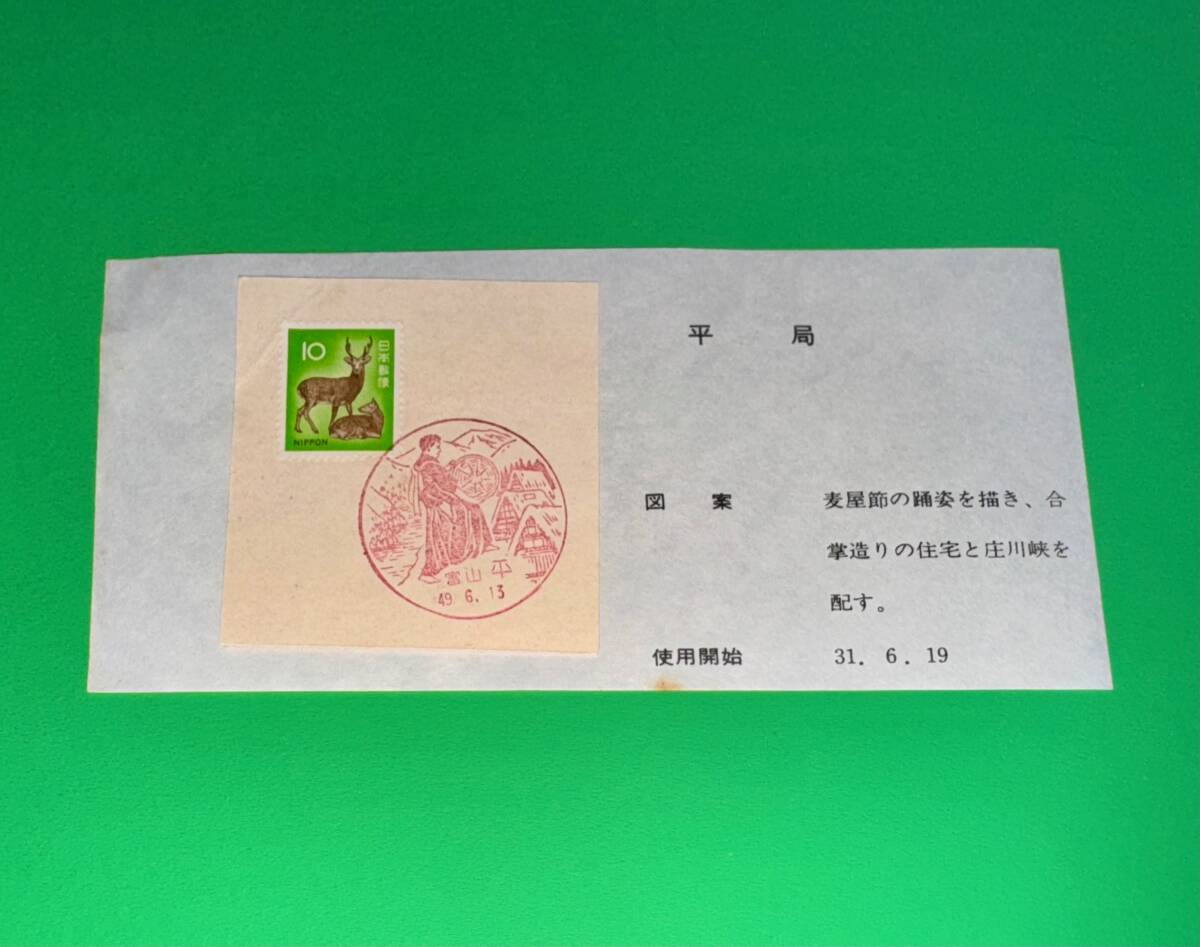 10
日本郵便
NIPPON
富山 平
49. 6. 13
平 局
図 案 麦屋節の踊姿を描き、合
掌造りの住宅と庄川峡を
配す。
使用開始 31. 6. 19